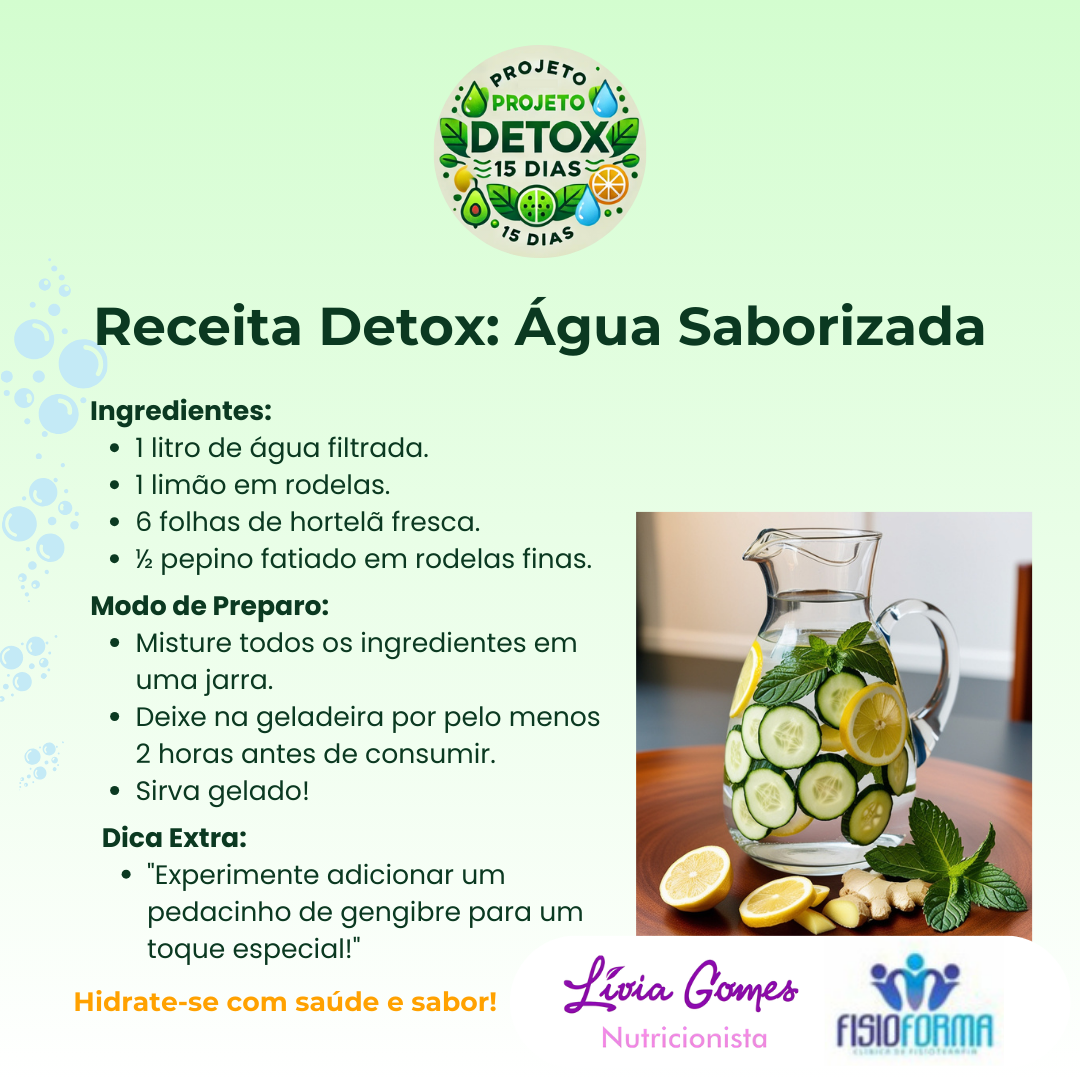 PROJETO
PROJETO
DETOX
15 DIAS
15 DIAS
Receita Detox: Água Saborizada
Ingredientes:
• 1 litro de água filtrada.
• 1 limão em rodelas.
• 6 folhas de hortelã fresca.
• ½ pepino fatiado em rodelas finas.
Modo de Preparo:
• Misture todos os ingredientes em
uma jarra.
• Deixe na geladeira por pelo menos
2 horas antes de consumir.
• Sirva gelado!
Dica Extra:
• "Experimente adicionar um
pedacinho de gengibre para um
toque especial!"
Hidrate-se com saúde e sabor!
Lívia Gomes
Nutricionista
FISIOFORMA
CLÍNICA DE FISIOTERAPIA